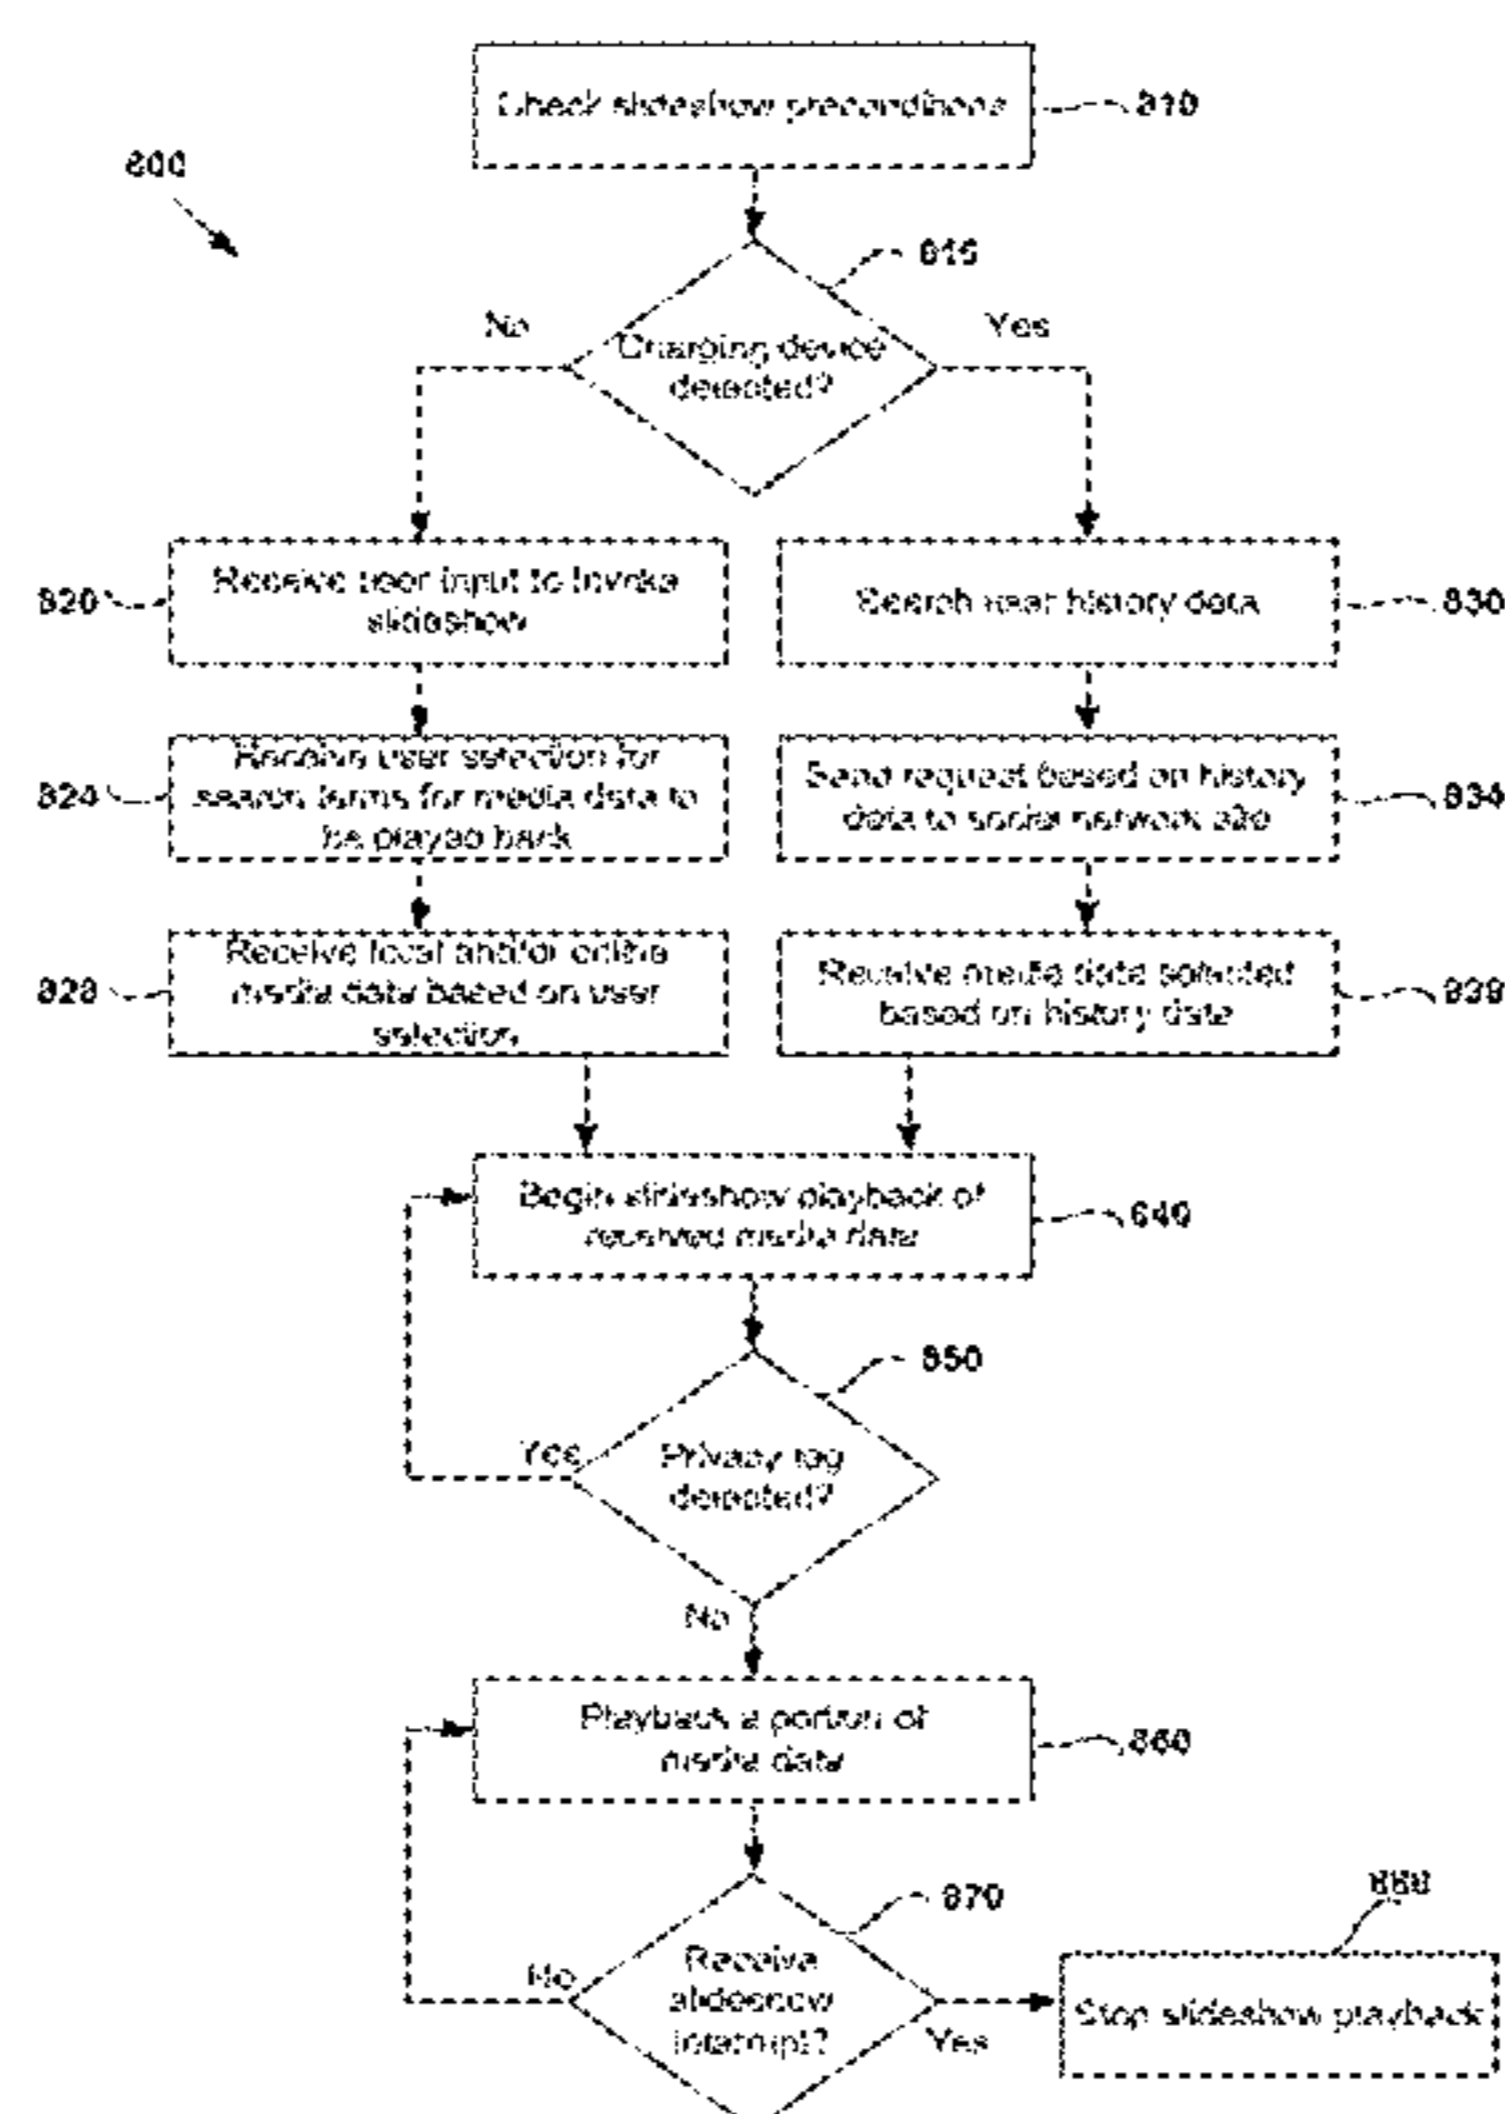 Check slideshow preconditions
810
800
815
No
Yes
Charging device
detected?
Receive user input to invoke
slideshow
820
Search user history data
830
Receive user selection for
search terms for media data to
be played back
824
Send request based on history
data to social network site
834
Receive local and/or online
media data based on user
selection
828
Receive media data selected
based on history data
838
Begin slideshow playback of
received media data
840
850
Yes
Privacy tag
detected?
No
Playback a portion of
media data
860
870
880
No
Receive
slideshow
interrupt?
Yes
Stop slideshow playback